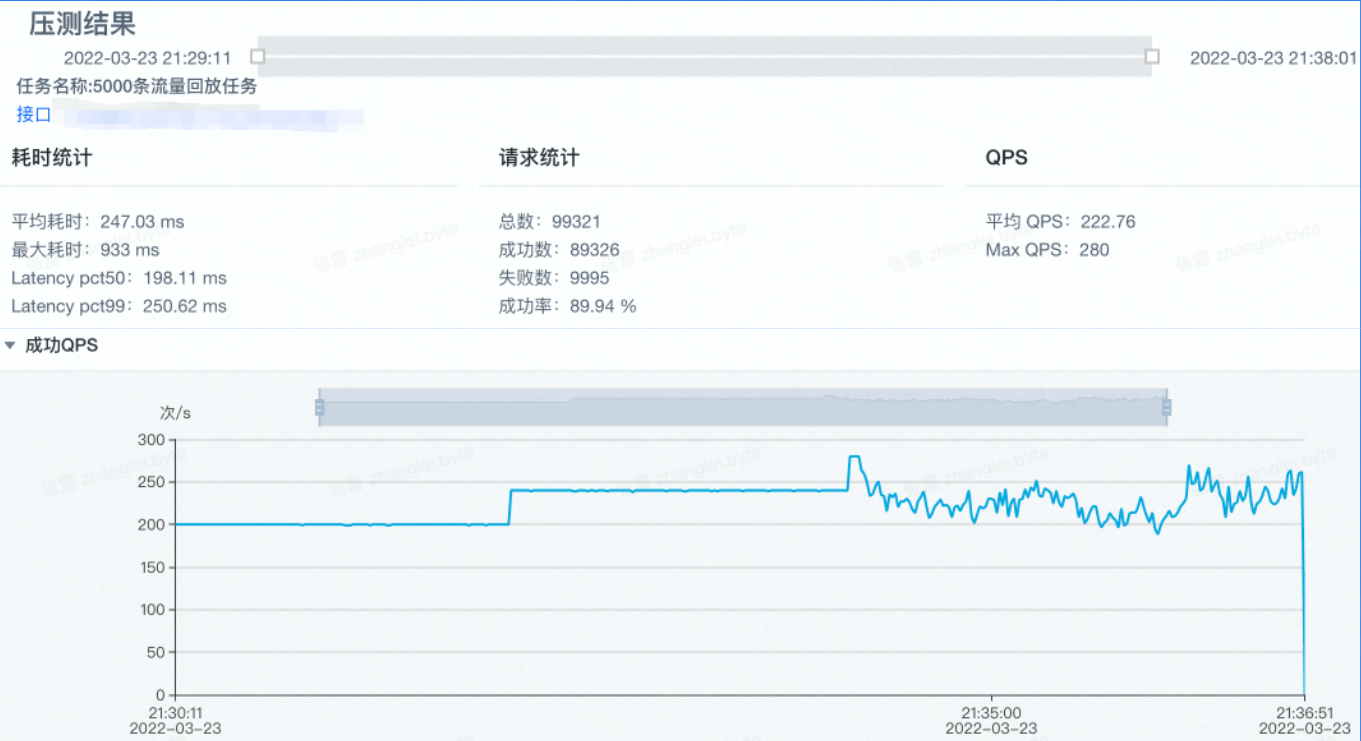 压测结果
2022-03-23 21:29:11
2022-03-23 21:38:01
任务名称:5000条流量回放任务
接口
耗时统计
请求统计
QPS
平均耗时：247.03 ms
总数：99321
平均 QPS：222.76
最大耗时：933 ms
成功数：89326
Max QPS：280
Latency pct50：198.11 ms
失败数：9995
Latency pct99：250.62 ms
成功率：89.94 %
张雷 zhanglei.byte
成功QPS
次/s
300
250
200
150
100
50
0
21:30:11
2022-03-23
21:35:00
2022-03-23
21:36:51
2022-03-23